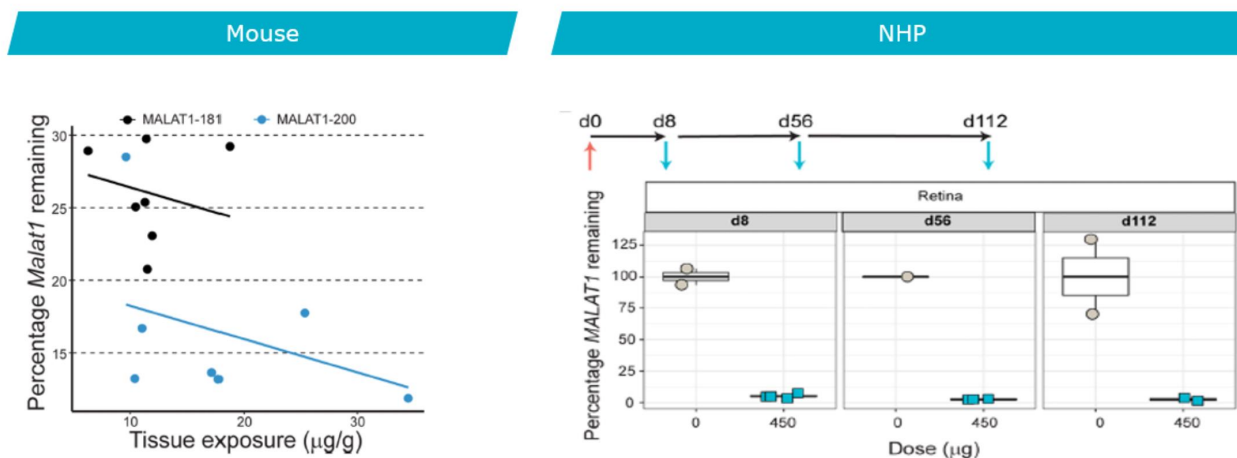 Mouse
NHP
MALAT1-181 MALAT1-200
Percentage Malat1 remaining
30
25
20
15
10 20 30
Tissue exposure (μg/g)
d0 d8 d56 d112
Percentage MALAT1 remaining
Retina
d8 d56 d112
125
100
75
50
25
0
0 450 0 450 0 450
Dose (μg)